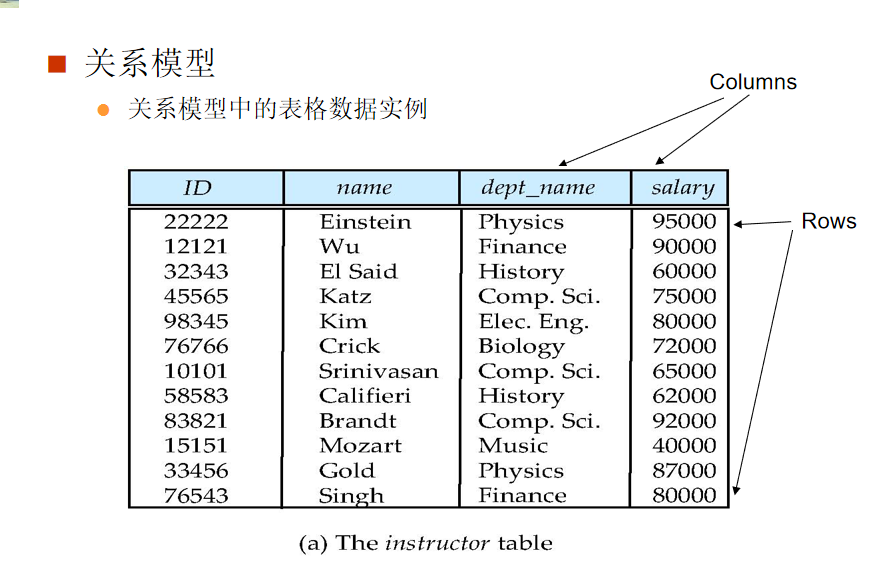 关系模型
关系模型中的表格数据实例
Columns
ID name dept_name salary
22222 Einstein Physics 95000
Rows
12121 Wu Finance 90000
32343 El Said History 60000
45565 Katz Comp. Sci. 75000
98345 Kim Elec. Eng. 80000
76766 Crick Biology 72000
10101 Srinivasan Comp. Sci. 65000
58583 Califieri History 62000
83821 Brandt Comp. Sci. 92000
15151 Mozart Music 40000
33456 Gold Physics 87000
76543 Singh Finance 80000
(a) The instructor table